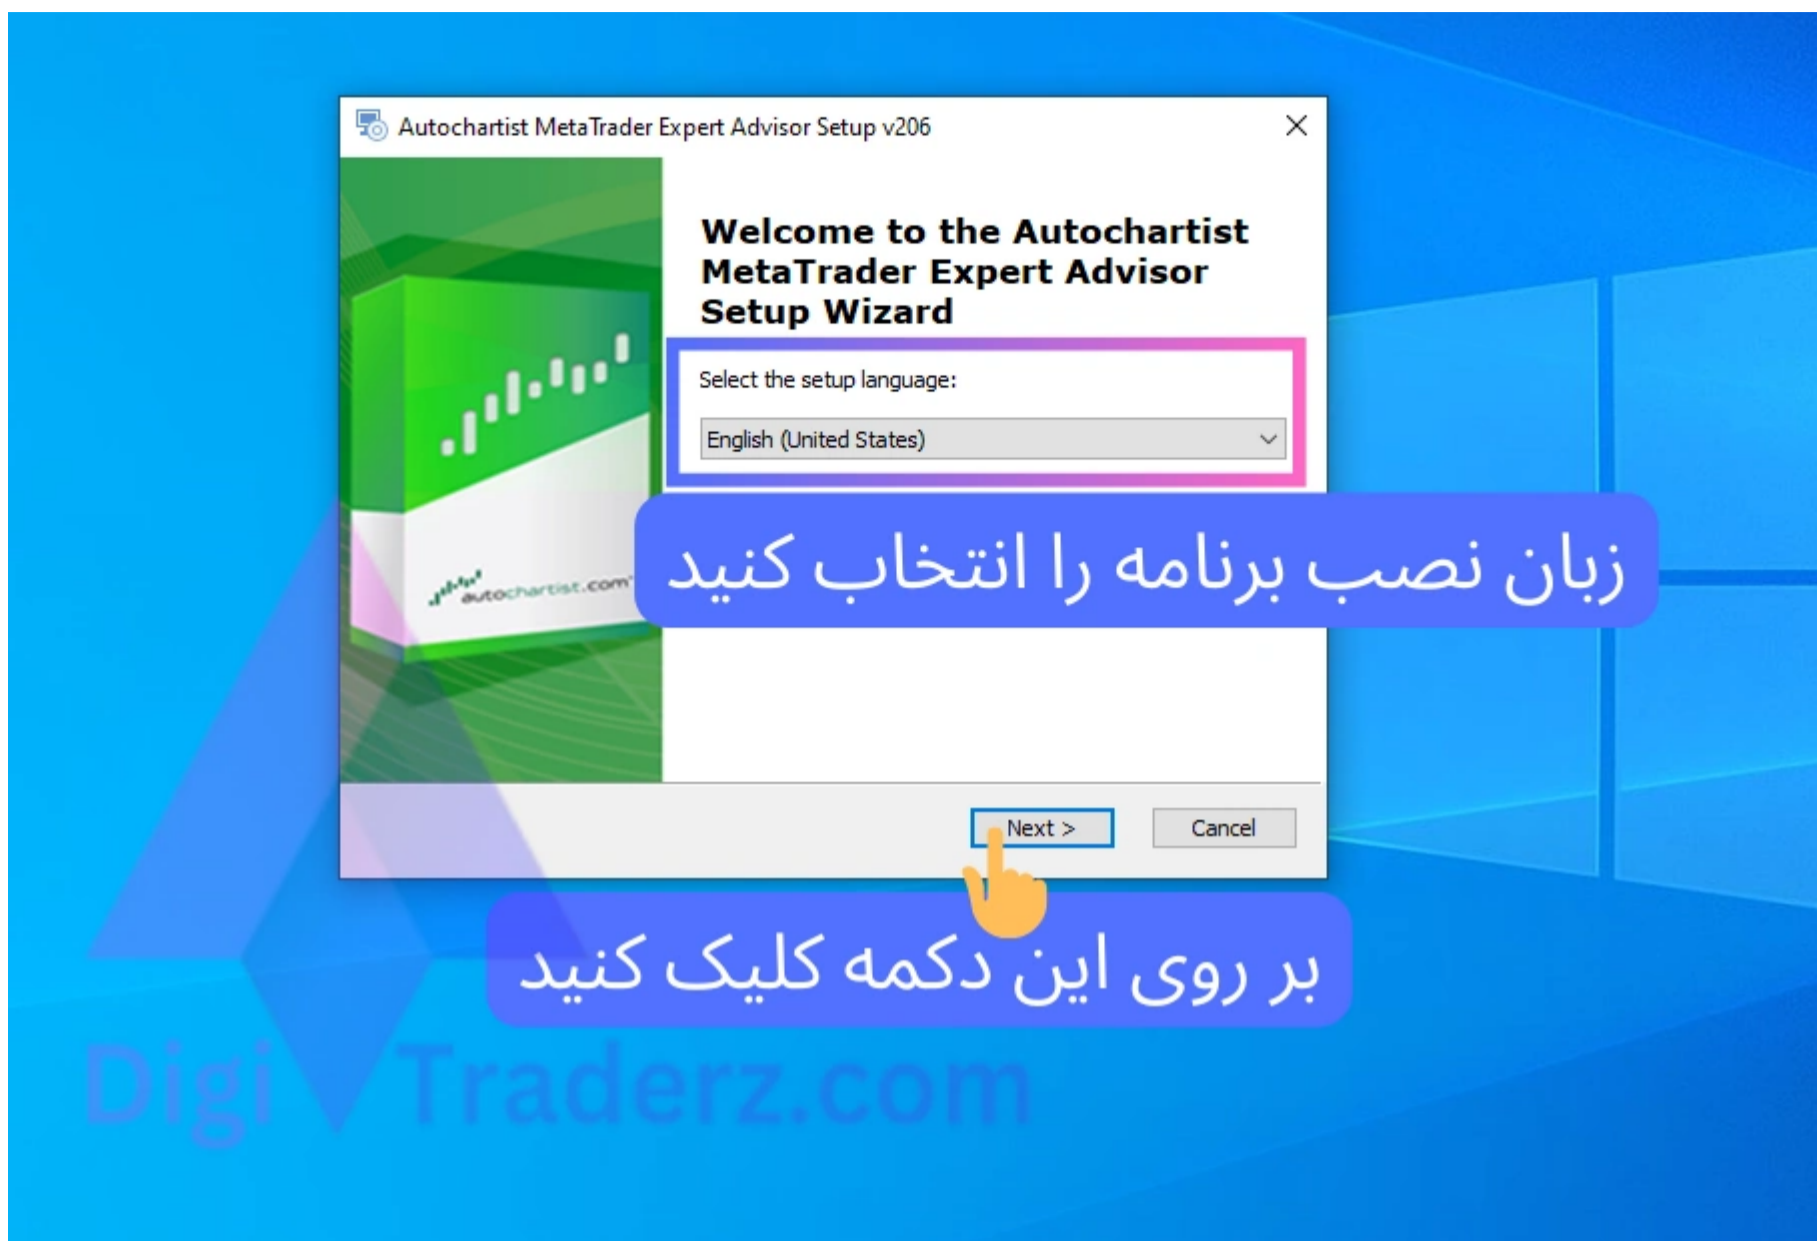 Autochartist MetaTrader Expert Advisor Setup v206
Welcome to the Autochartist
MetaTrader Expert Advisor
Setup Wizard
Select the setup language:
English (United States)
autochartist.com
زبان نصب برنامه را انتخاب کنید
Next >
Cancel
بر روی این دکمه کلیک کنید
Digi Traderz.com